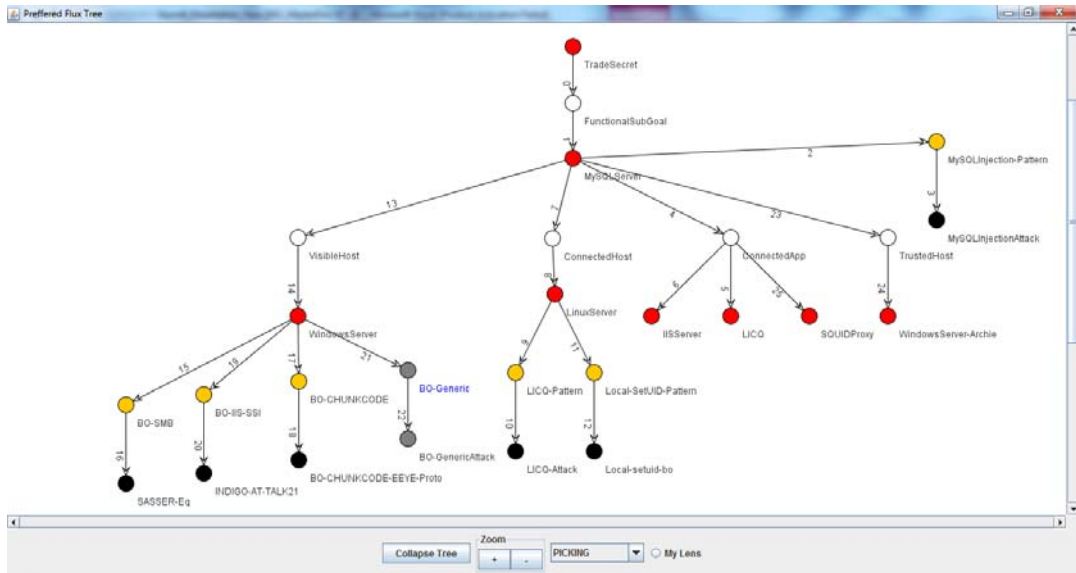 Preffered Flux Tree
TradeSecret
0
FunctionalSubGoal
1
MySQLServer
2
MySQLInjection-Pattern
3
MySQLInjectionAttack
13
7
4
23
VisibleHost
ConnectedHost
ConnectedApp
TrustedHost
14
8
6
5
25
24
WindowsServer
LinuxServer
IISServer
LICQ
SQUIDProxy
WindowsServer-Archie
15
19
17
21
9
11
BO-SMB
BO-IIS-SSI
BO-CHUNKCODE
BO-Generic
LICQ-Pattern
Local-SetUID-Pattern
16
20
18
22
10
12
SASSER-Eg
INDIGO-AT-TALK21
BO-CHUNKCODE-EEYE-Proto
BO-GenericAttack
LICQ-Attack
Local-setuid-bo
Collapse Tree
Zoom
+ -
PICKING
My Lens